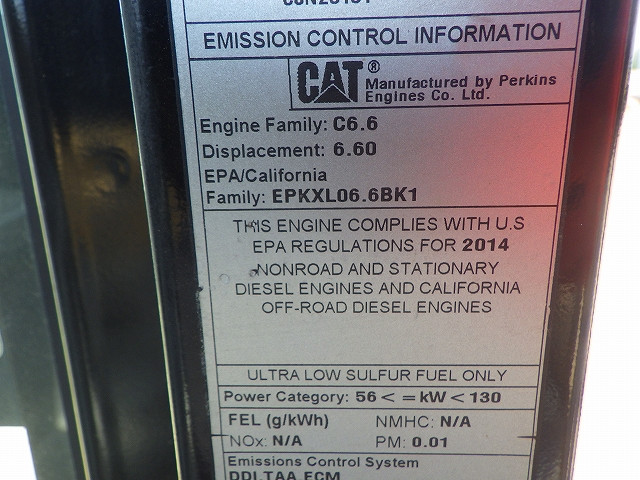 EMISSION CONTROL INFORMATION
CAT® Manufactured by Perkins
Engines Co. Ltd.
Engine Family: C6.6
Displacement: 6.60
EPA/California
Family: EPKXL06.6BK1
THIS ENGINE COMPLIES WITH U.S
EPA REGULATIONS FOR 2014
NONROAD AND STATIONARY
DIESEL ENGINES AND CALIFORNIA
OFF-ROAD DIESEL ENGINES
ULTRA LOW SULFUR FUEL ONLY
Power Category: 56 < = kW < 130
FEL (g/kWh) NMHC: N/A
NOx: N/A PM: 0.01
Emissions Control System
DDI,TAA,ECM